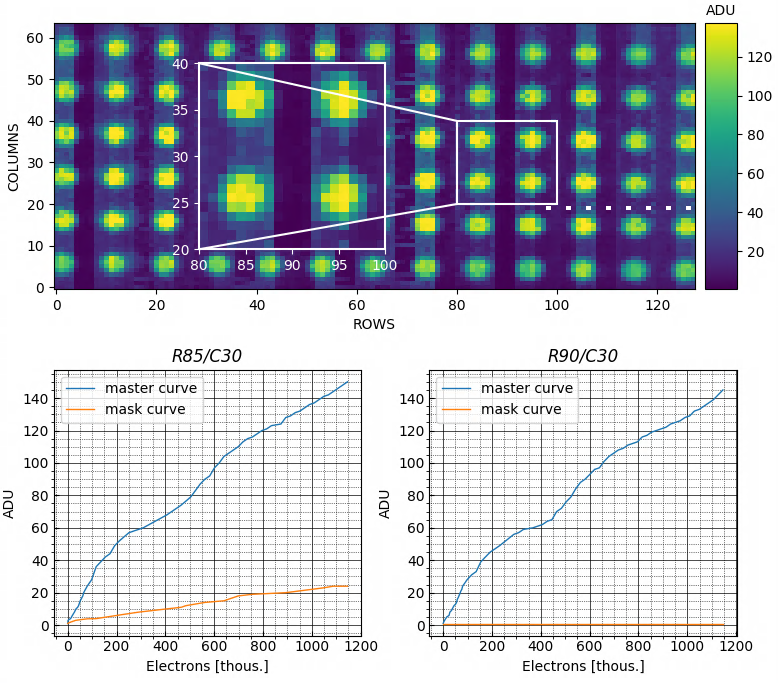 ADU
60
50
40
30
20
10
0
COLUMNS
40
35
30
25
20
80 85 90 95 100
120
100
80
60
40
20
0 20 40 60 80 100 120
ROWS
R85/C30
master curve
mask curve
140
120
100
80
60
40
20
0
ADU
0 200 400 600 800 1000 1200
Electrons [thous.]
R90/C30
master curve
mask curve
140
120
100
80
60
40
20
0
ADU
0 200 400 600 800 1000 1200
Electrons [thous.]